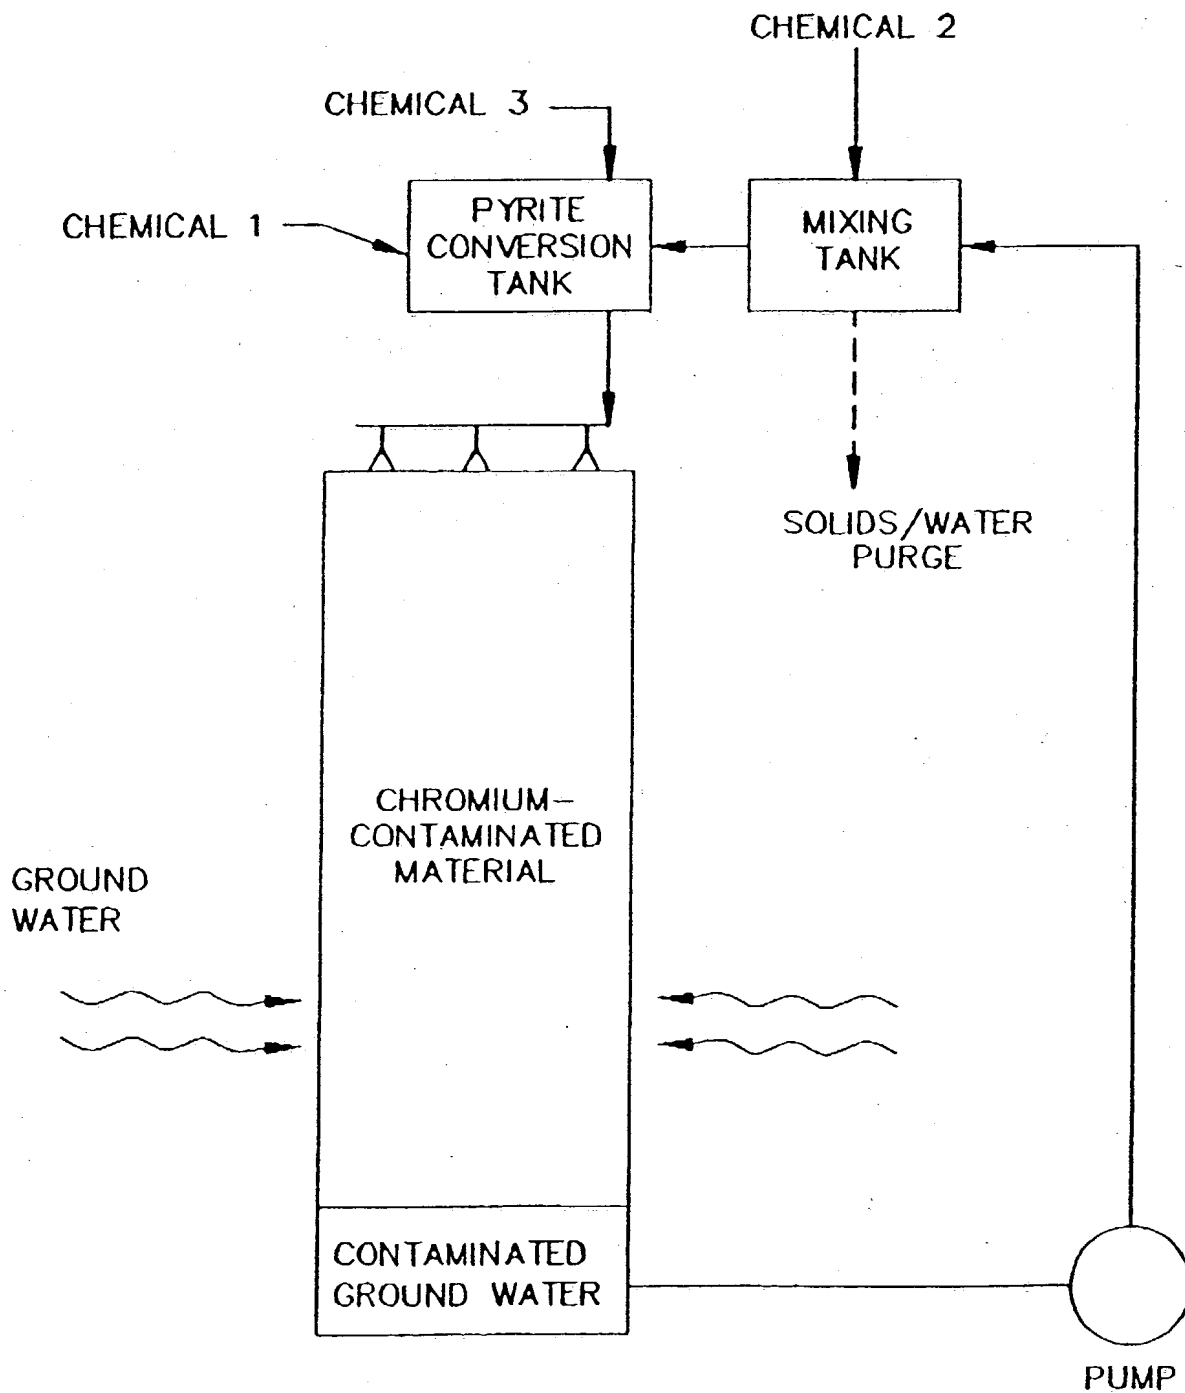 CHEMICAL 2
CHEMICAL 3
CHEMICAL 1
PYRITE
CONVERSION
TANK
MIXING
TANK
SOLIDS/WATER
PURGE
CHROMIUM-
CONTAMINATED
MATERIAL
GROUND
WATER
CONTAMINATED
GROUND WATER
PUMP